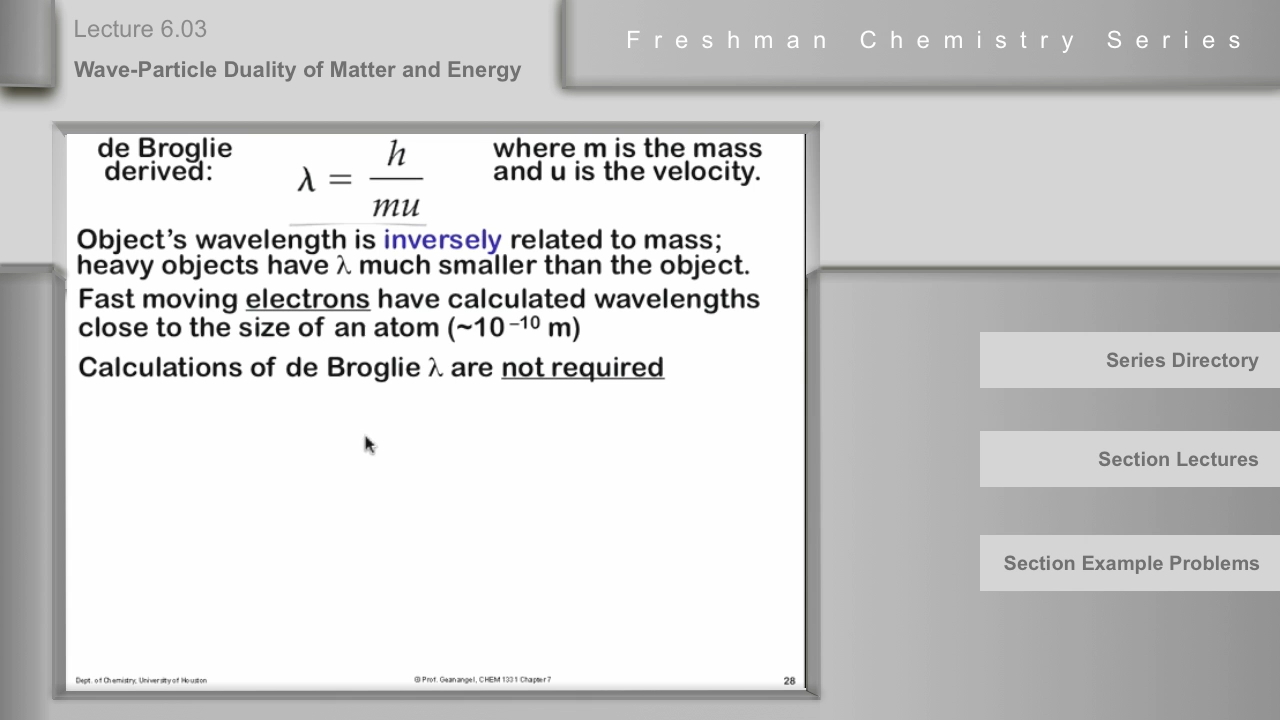 Lecture 6.03
Wave-Particle Duality of Matter and Energy
Freshman Chemistry Series
de Broglie
derived:
λ = h / mu
where m is the mass
and u is the velocity.
Object's wavelength is inversely related to mass;
heavy objects have λ much smaller than the object.
Fast moving electrons have calculated wavelengths
close to the size of an atom (~10⁻¹⁰ m)
Calculations of de Broglie λ are not required
Series Directory
Section Lectures
Section Example Problems
Dept. of Chemistry, University of Houston
© Prof. Geanangel, CHEM 1331 Chapter 7
28